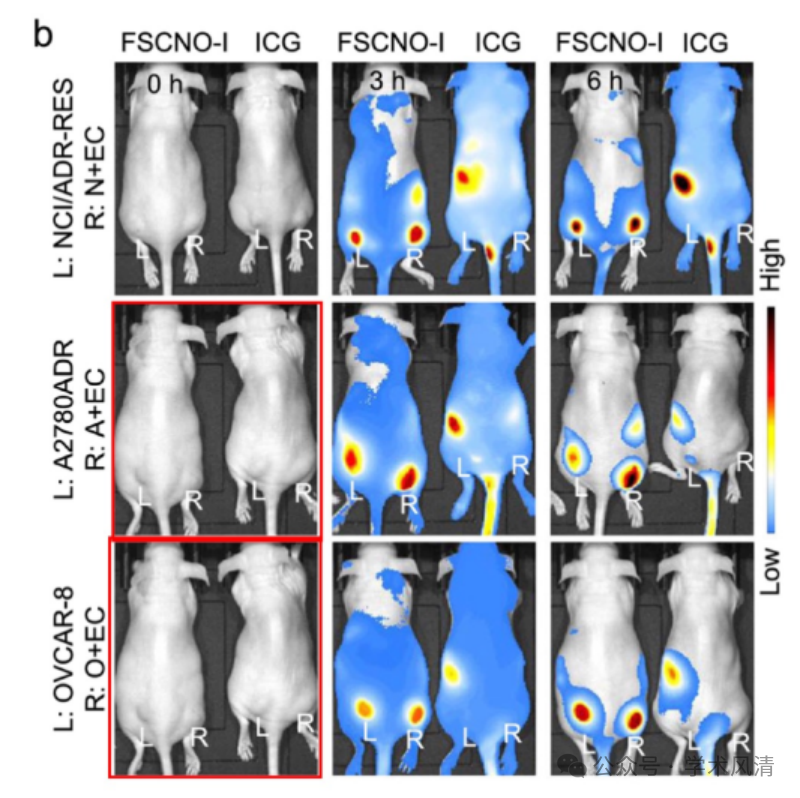 b
FSCNO-I ICG FSCNO-I ICG FSCNO-I ICG
0 h 3 h 6 h
L: NCI/ADR-RES
R: N+EC
L R L R L R L R L R L R
L: A2780ADR
R: A+EC
L R L R L R L R L R L R
L: OVCAR-8
R: O+EC
L R L R L R L R L R L R
High
Low
公众号 · 学术风清